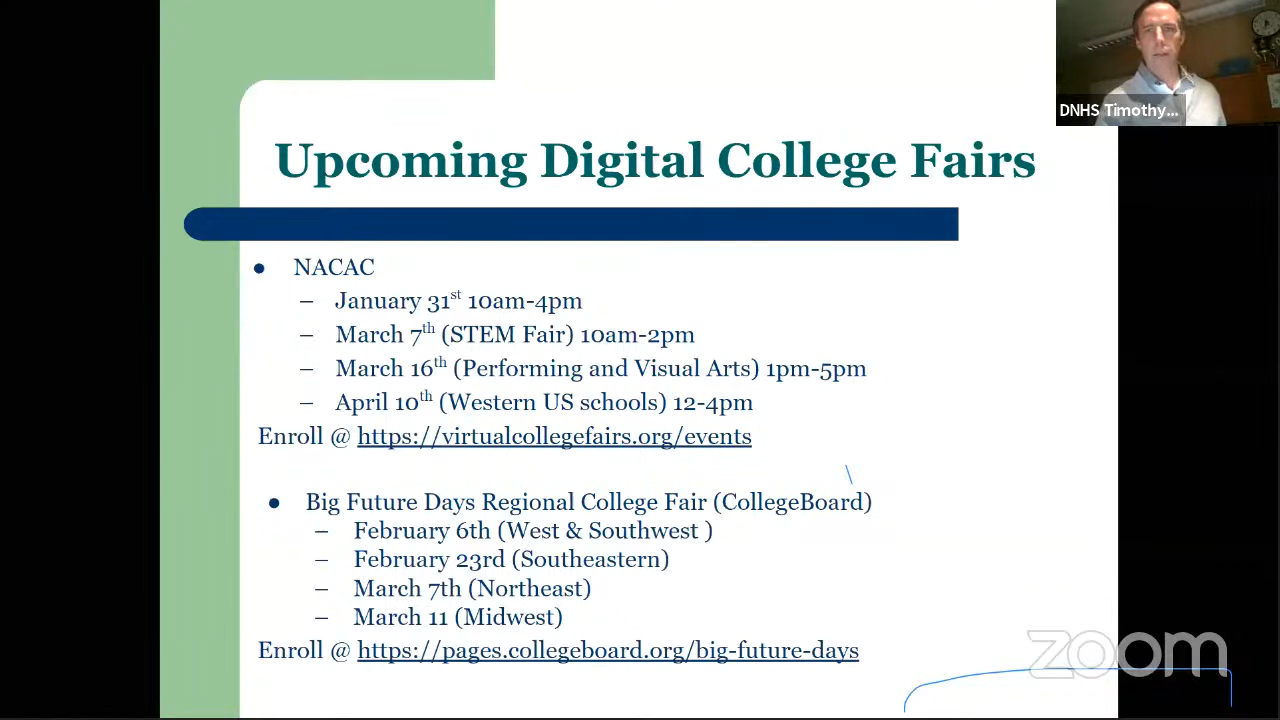 DNHS Timothy...
Upcoming Digital College Fairs
● NACAC
– January 31st 10am-4pm
– March 7th (STEM Fair) 10am-2pm
– March 16th (Performing and Visual Arts) 1pm-5pm
– April 10th (Western US schools) 12-4pm
Enroll @ https://virtualcollegefairs.org/events
● Big Future Days Regional College Fair (CollegeBoard)
– February 6th (West & Southwest )
– February 23rd (Southeastern)
– March 7th (Northeast)
– March 11 (Midwest)
Enroll @ https://pages.collegeboard.org/big-future-days
zoom